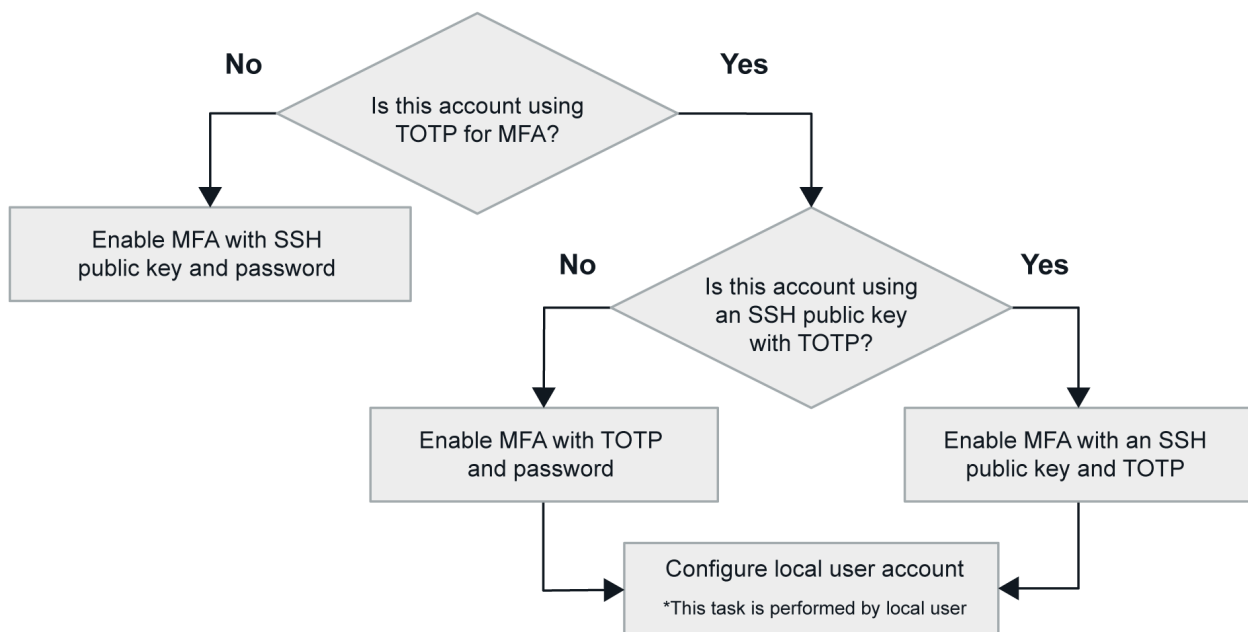 No
Yes
Is this account using
TOTP for MFA?
Enable MFA with SSH
public key and password
No
Yes
Is this account using
an SSH public key
with TOTP?
Enable MFA with TOTP
and password
Enable MFA with an SSH
public key and TOTP
Configure local user account
*This task is performed by local user